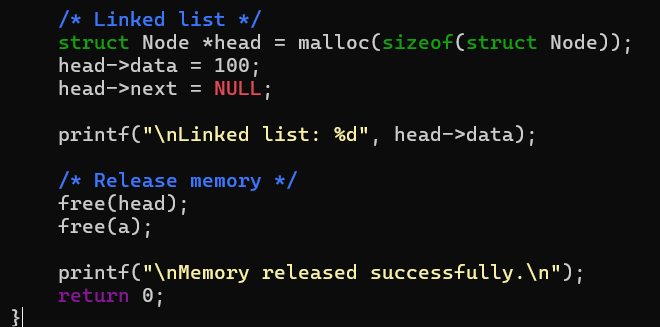 /* Linked list */
struct Node *head = malloc(sizeof(struct Node));
head->data = 100;
head->next = NULL;

printf("\nLinked list: %d", head->data);

/* Release memory */
free(head);
free(a);

printf("\nMemory released successfully.\n");
return 0;
}